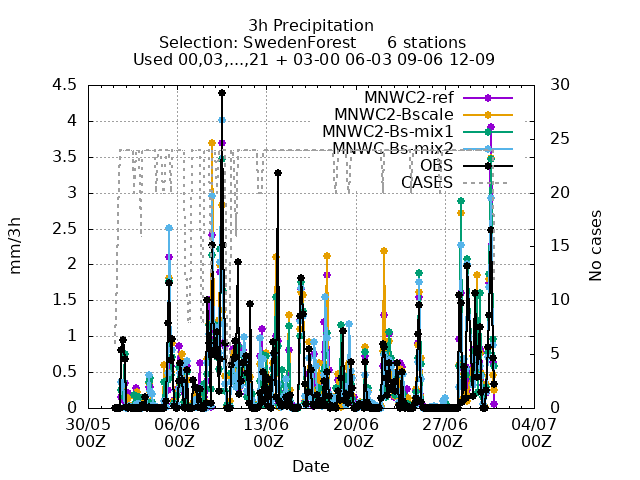 3h Precipitation
Selection: SwedenForest 6 stations
Used 00,03,...,21 + 03-00 06-03 09-06 12-09
4.5
4
3.5
3
2.5
2
1.5
1
0.5
0
mm/3h
30
25
20
15
10
5
0
No cases
MNWC2-ref
MNWC2-Bscale
MNWC2-Bs-mix1
MNWC-Bs-mix2
OBS
CASES
30/05 06/06 13/06 20/06 27/06 04/07
00Z 00Z 00Z 00Z 00Z 00Z
Date